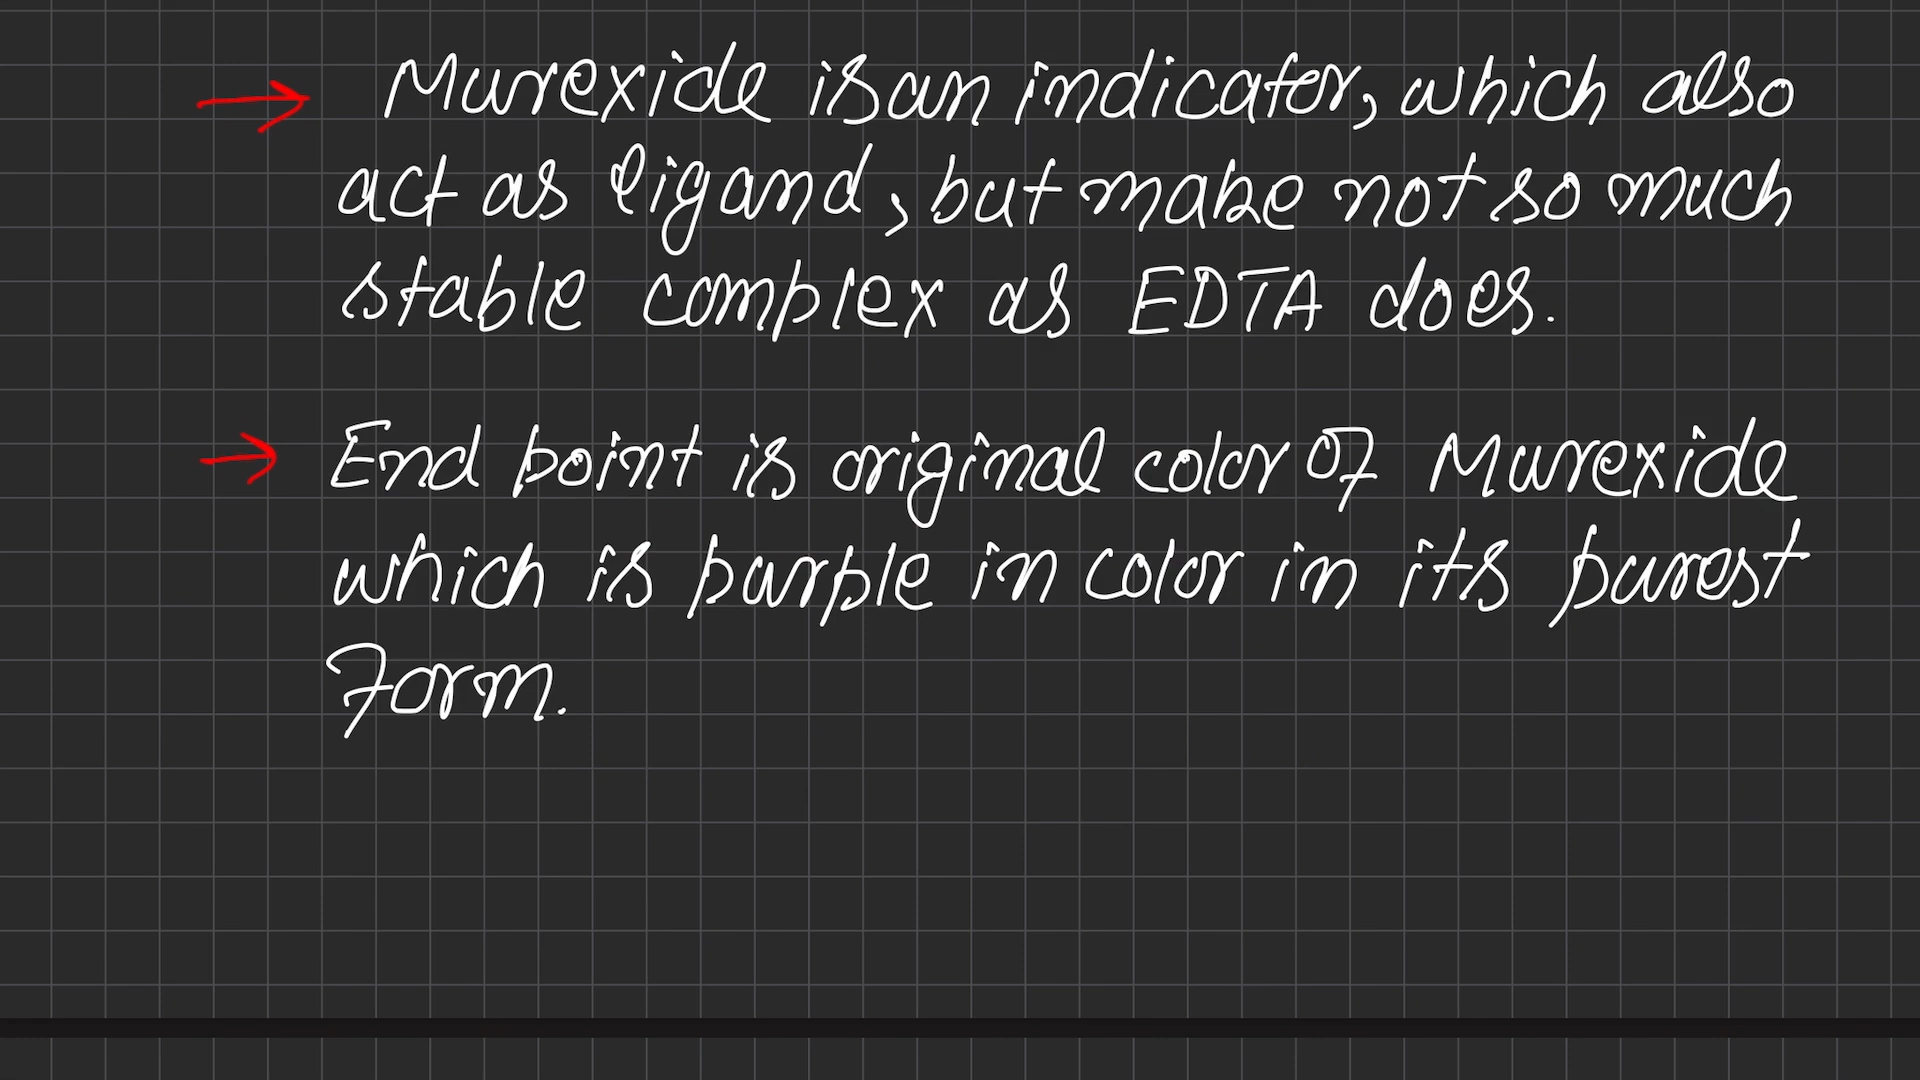 → Murexide is an indicator, which also
act as ligand, but make not so much
stable complex as EDTA does.
→ End point is original color of Murexide
which is purple in color in its purest
form.